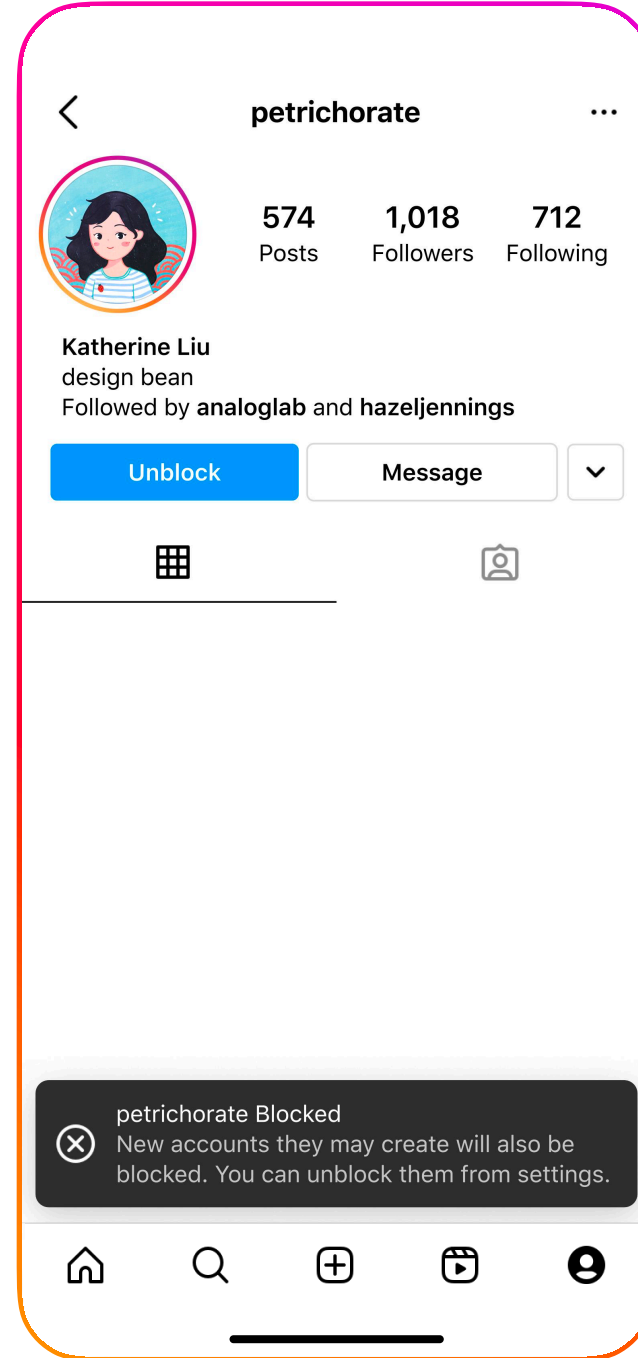 petrichorate
574 1,018 712
Posts Followers Following
Katherine Liu
design bean
Followed by analoglab and hazeljennings
Unblock Message
petrichorate Blocked
New accounts they may create will also be
blocked. You can unblock them from settings.